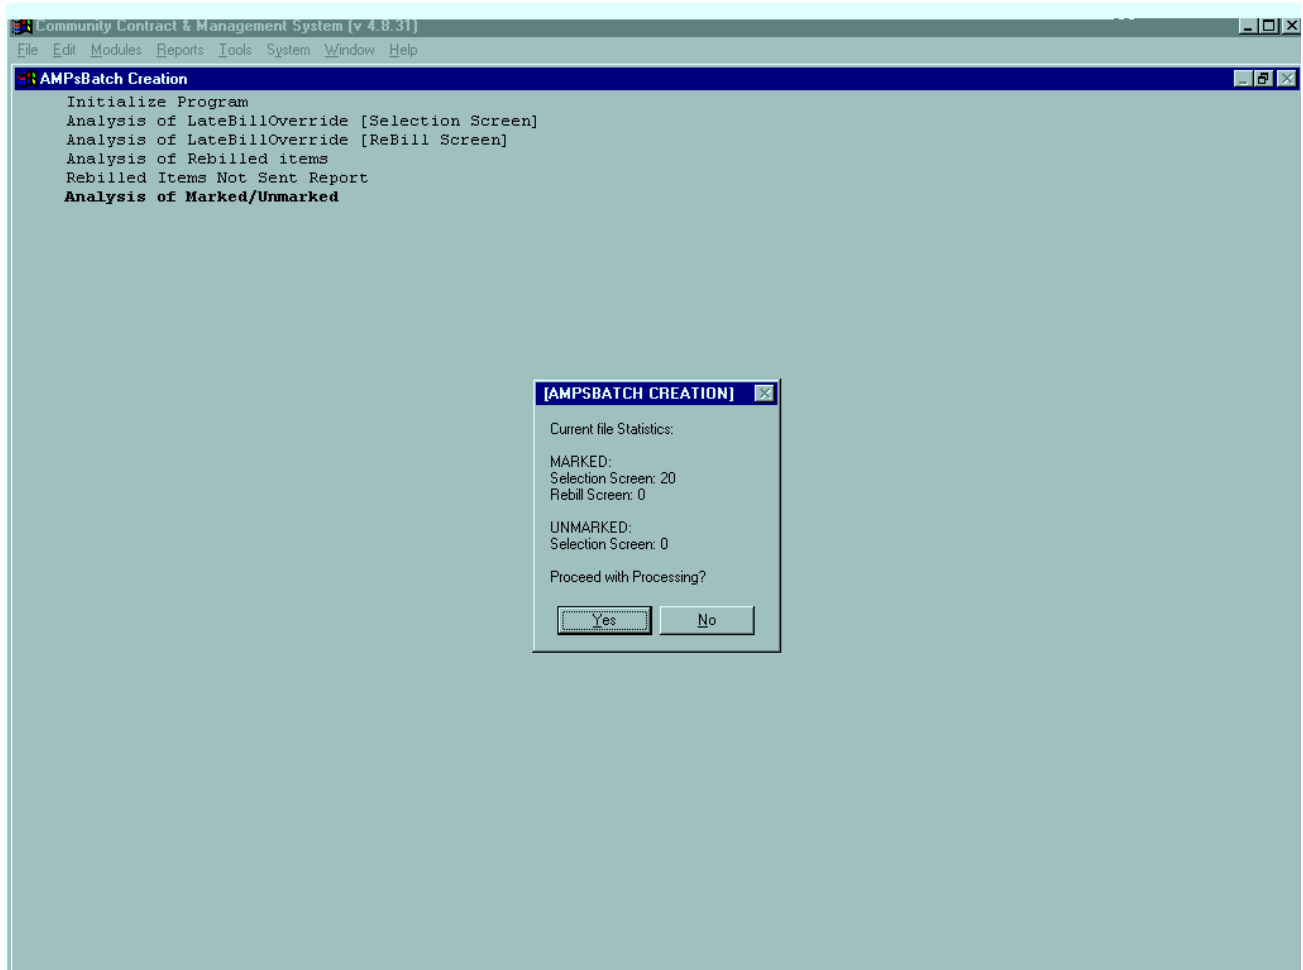 Community Contract & Management System (v 4.8.31)
File Edit Modules Reports Tools System Window Help
AMPsBatch Creation
Initialize Program
Analysis of LateBillOverride [Selection Screen]
Analysis of LateBillOverride [ReBill Screen]
Analysis of Rebilled items
Rebilled Items Not Sent Report
Analysis of Marked/Unmarked
[AMPSBATCH CREATION]
Current file Statistics:
MARKED:
Selection Screen: 20
Rebill Screen: 0
UNMARKED:
Selection Screen: 0
Proceed with Processing?
Yes No